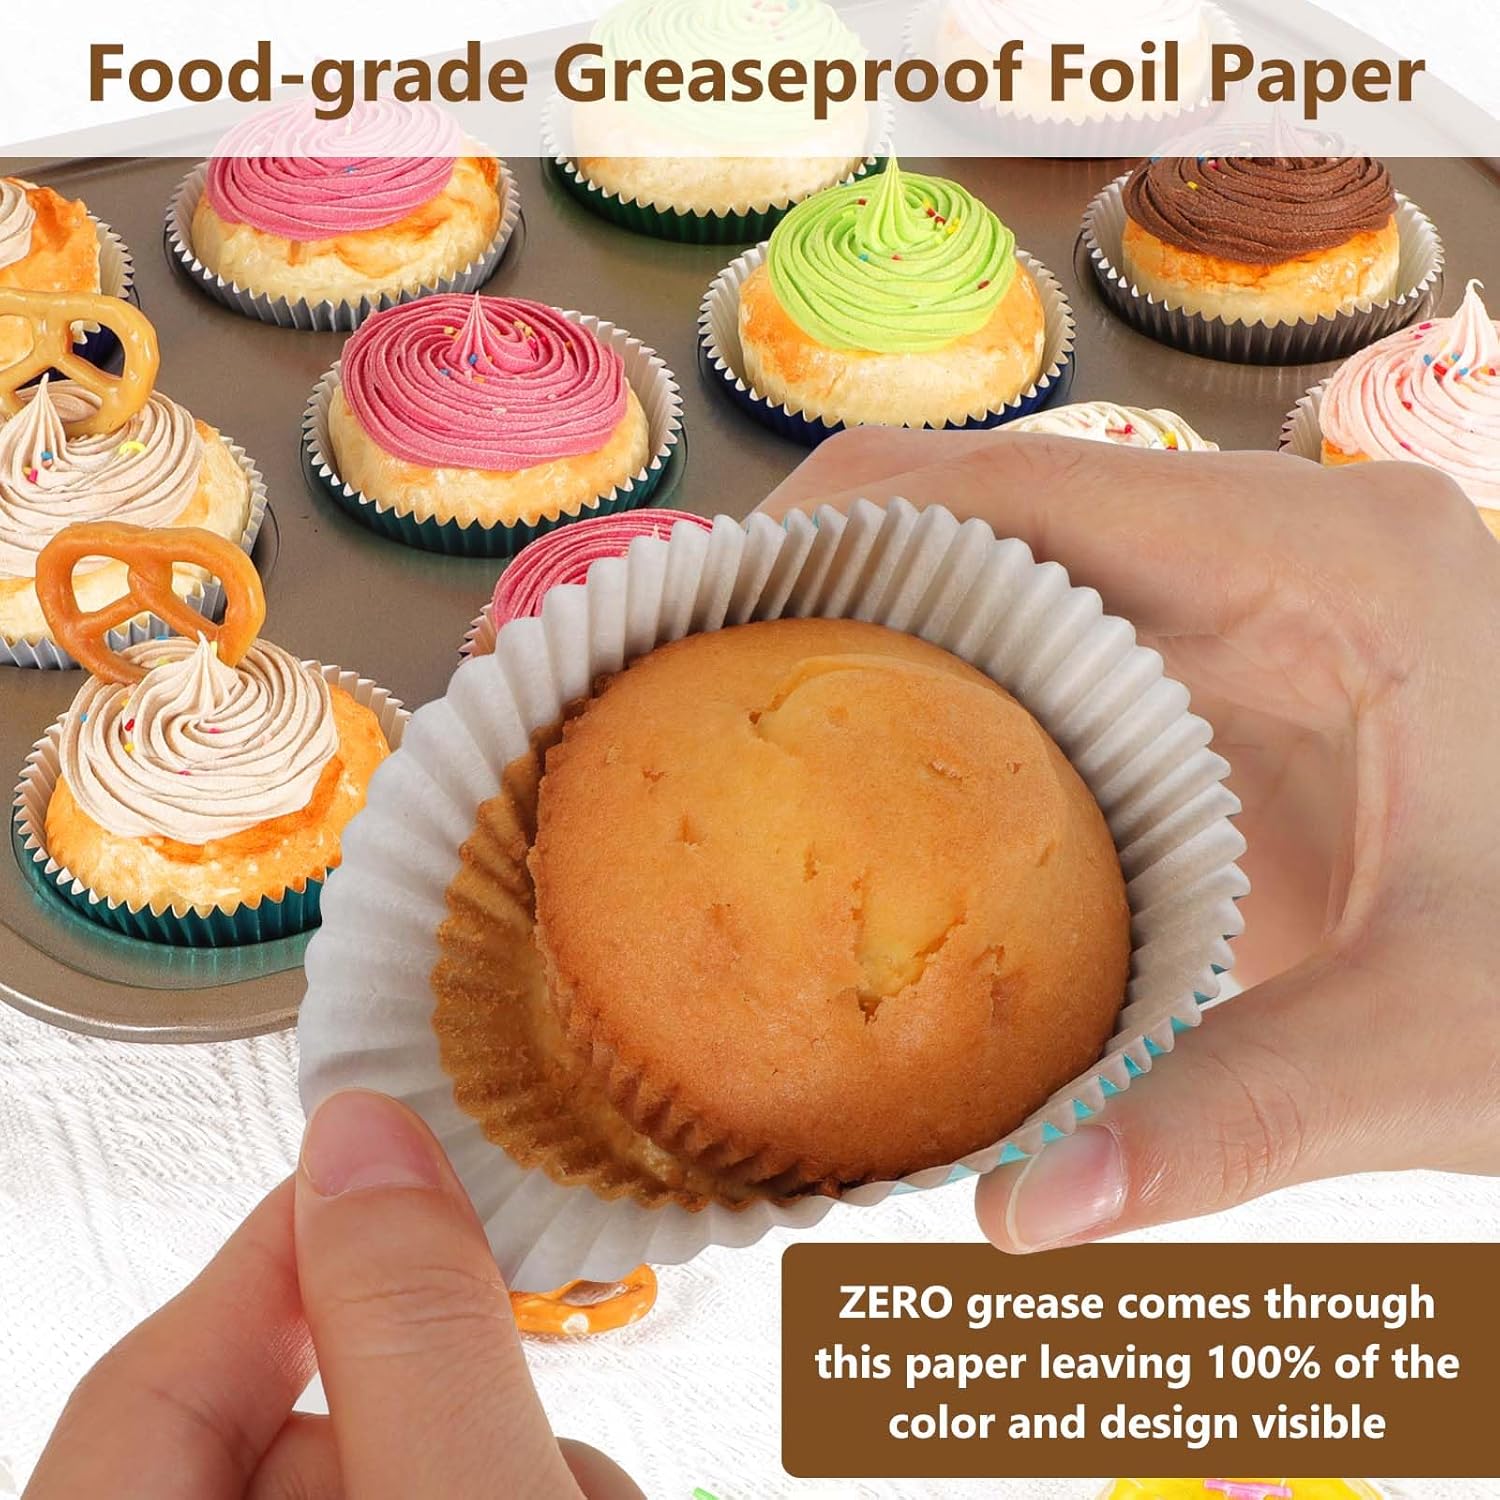 Food-grade Greaseproof Foil Paper
ZERO grease comes through
this paper leaving 100% of the
color and design visible